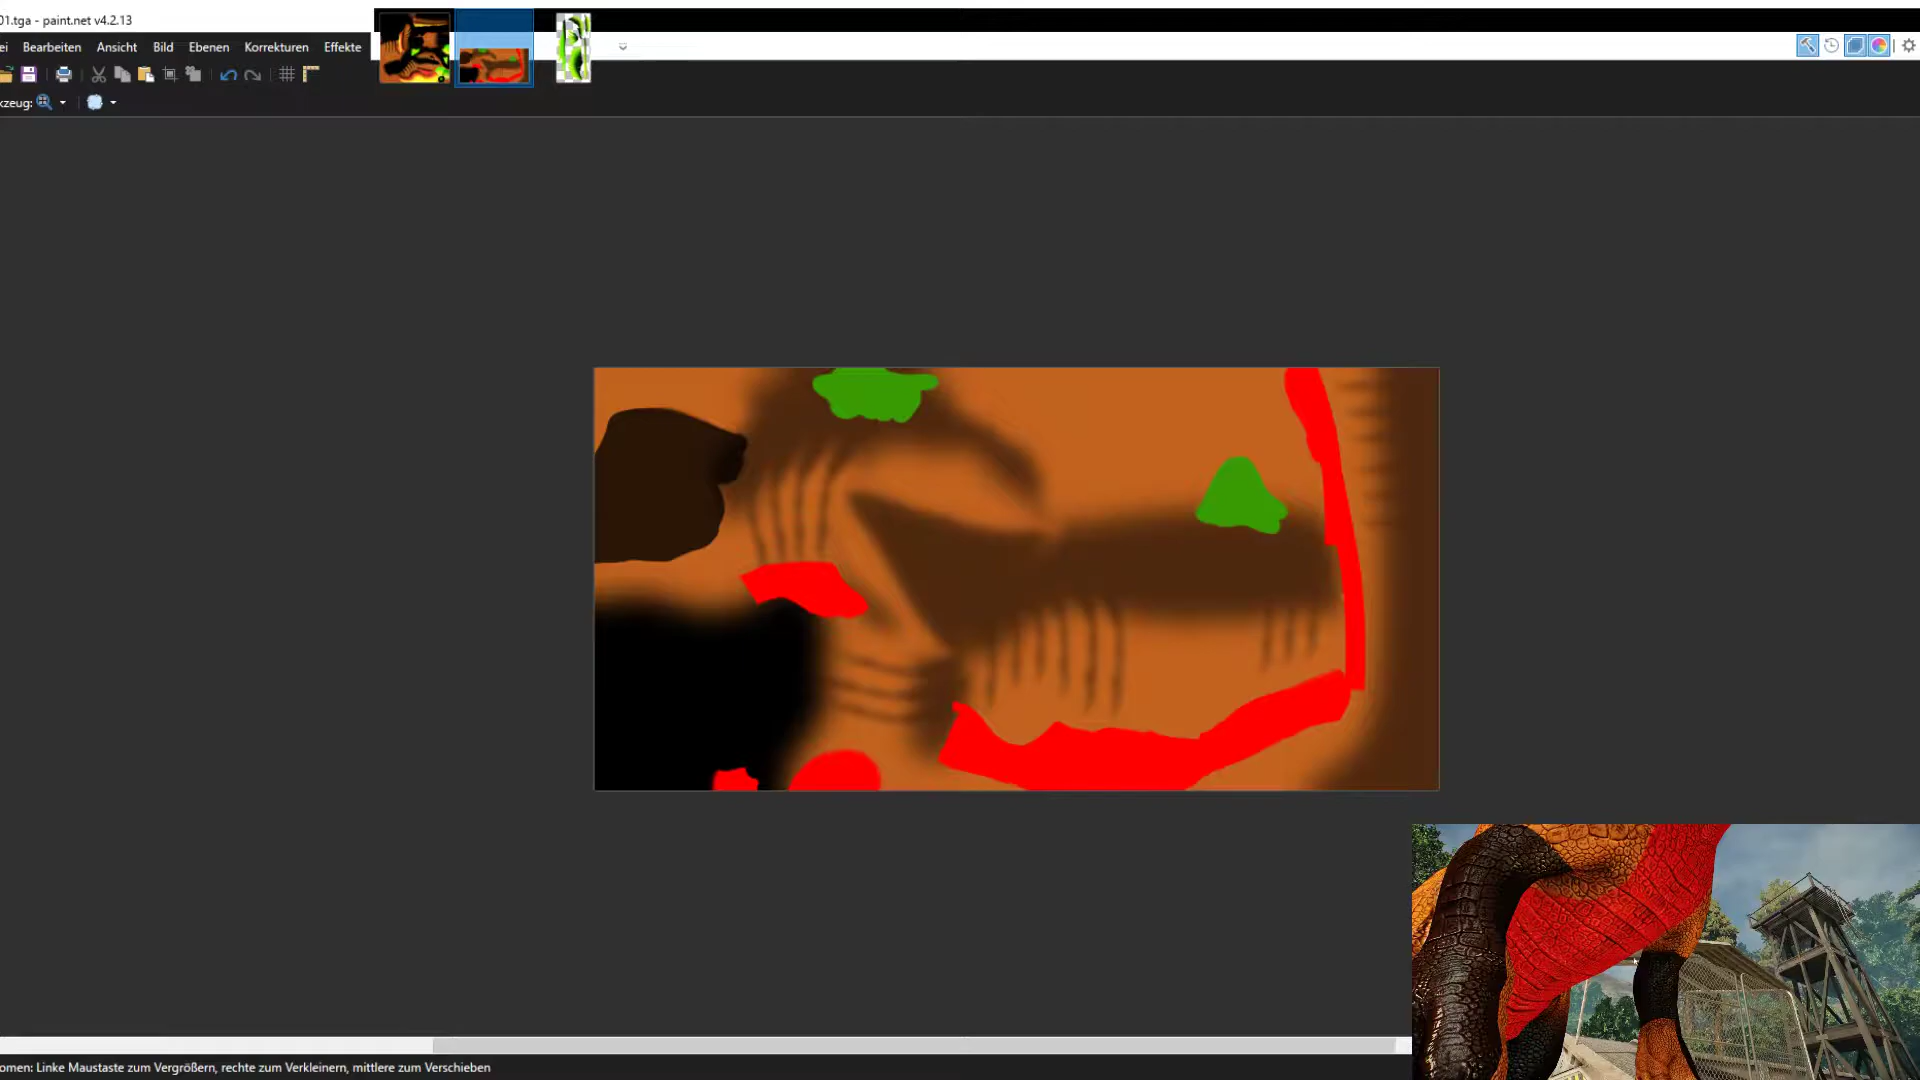 01.tga - paint.net v4.2.13
ei Bearbeiten Ansicht Bild Ebenen Korrekturen Effekte
kzeug:
omen: Linke Maustaste zum Vergrößern, rechte zum Verkleinern, mittlere zum Verschieben